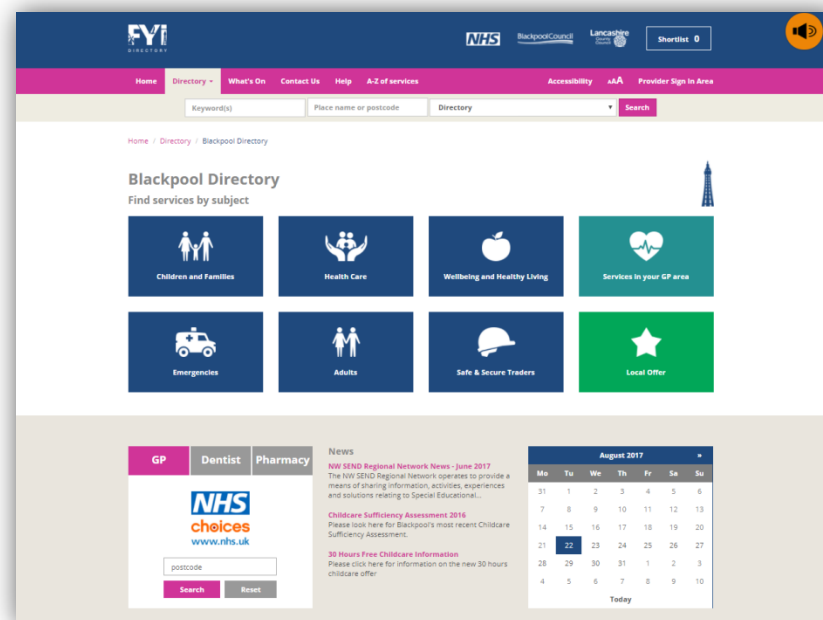 FYi
DIRECTORY
NHS
BlackpoolCouncil
Lancashire
County
Council
Shortlist 0
Home Directory What's On Contact Us Help A-Z of services Accessibility AAA Provider Sign In Area
Keyword(s) Place name or postcode Directory Search
Home / Directory / Blackpool Directory
Blackpool Directory
Find services by subject
Children and Families Health Care Wellbeing and Healthy Living Services in your GP area
Emergencies Adults Safe & Secure Traders Local Offer
GP Dentist Pharmacy
NHS
choices
www.nhs.uk
postcode
Search Reset
News
NW SEND Regional Network News - June 2017
The NW SEND Regional Network operates to provide a
means of sharing information, activities, experiences
and solutions relating to Special Educational...
Childcare Sufficiency Assessment 2016
Please look here for Blackpool's most recent Childcare
Sufficiency Assessment.
30 Hours Free Childcare Information
Please click here for information on the new 30 hours
childcare offer
August 2017 »
Mo Tu We Th Fr Sa Su
31 1 2 3 4 5 6
7 8 9 10 11 12 13
14 15 16 17 18 19 20
21 22 23 24 25 26 27
28 29 30 31 1 2 3
4 5 6 7 8 9 10
Today